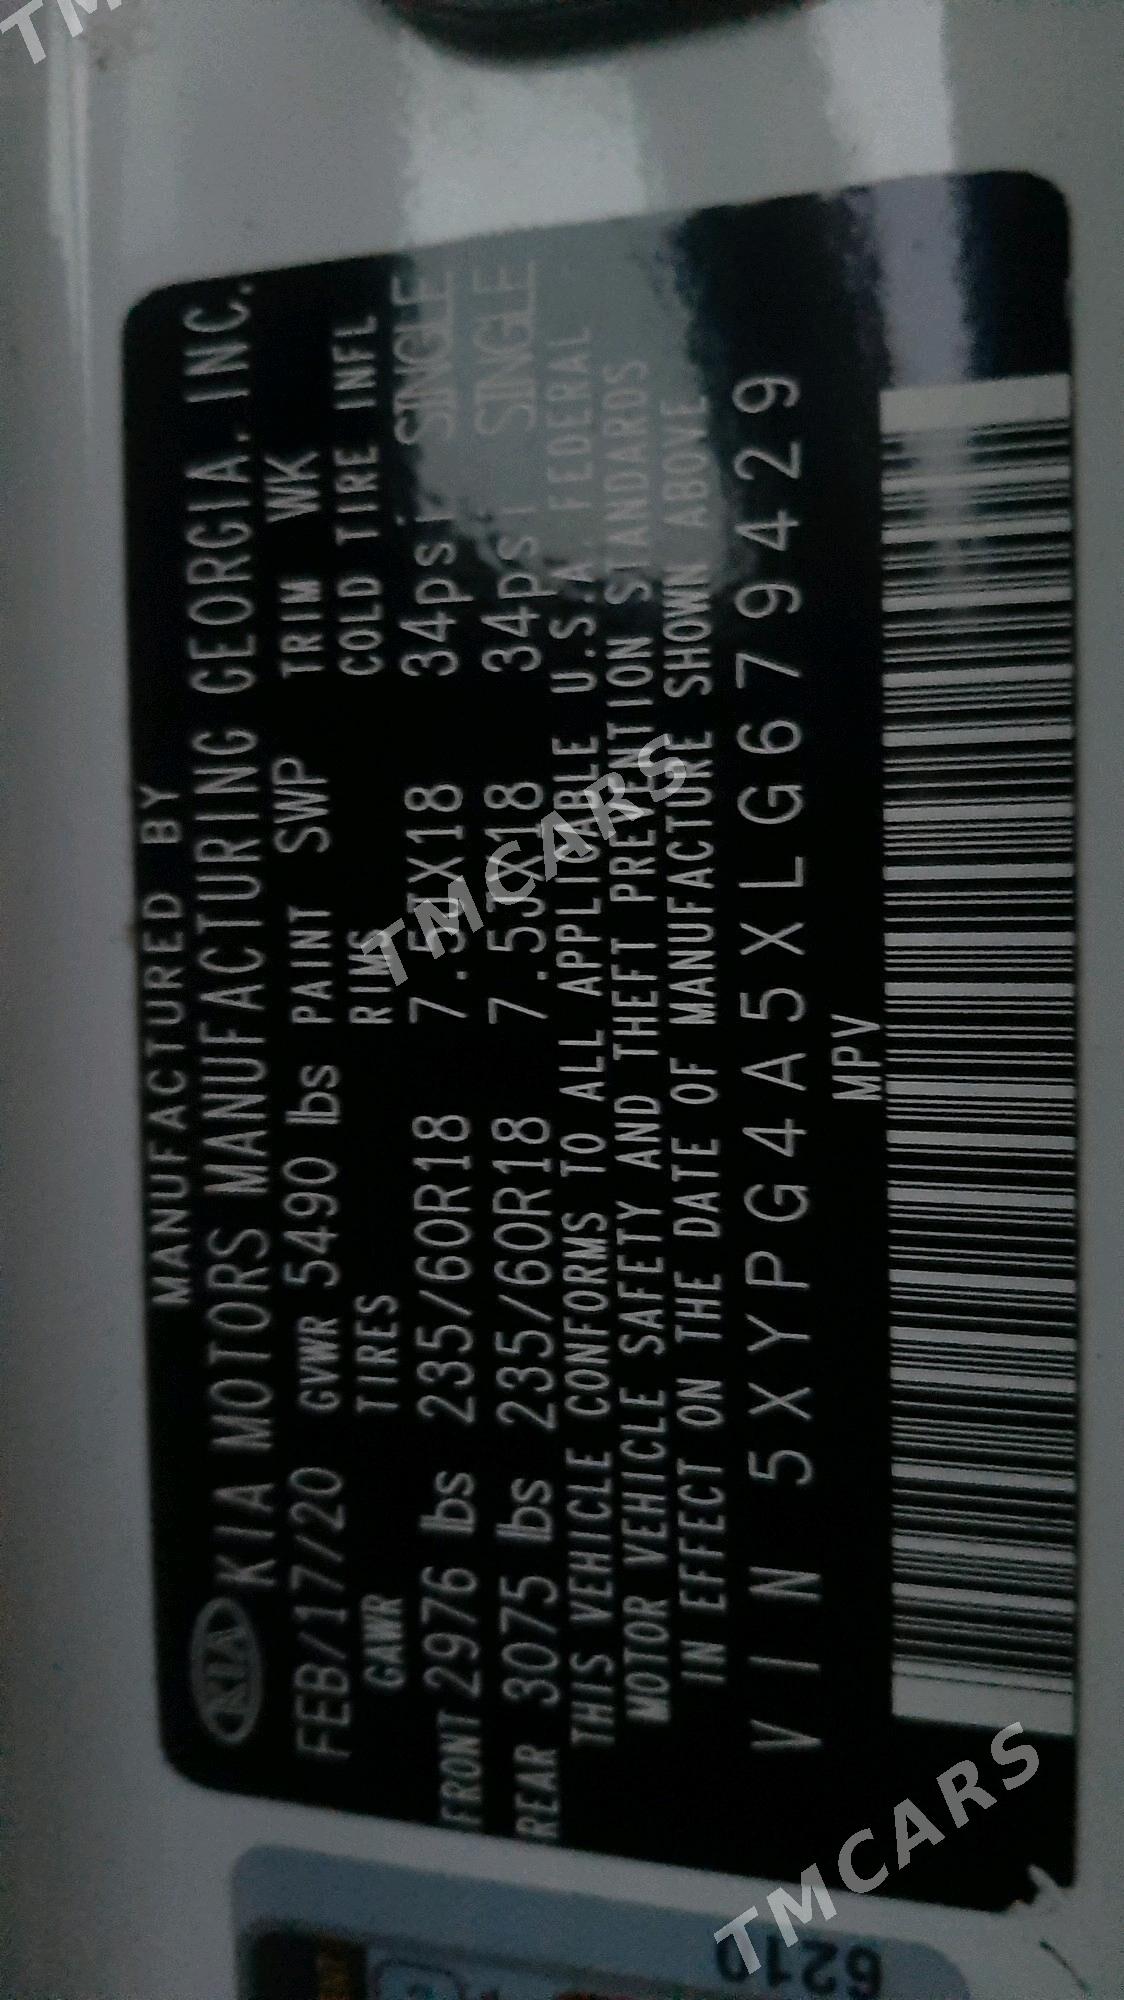 MANUFACTURED BY
KIA KIA MOTORS MANUFACTURING GEORGIA. INC.
FEB/17/20 GVWR 5490 lbs PAINT SWP TRIM WK
GAWR TIRES RIMS COLD TIRE INFL
FRONT 2976 lbs 235/60R18 7.5JX18 34psi SINGLE
REAR 3075 lbs 235/60R18 7.5JX18 34psi SINGLE
THIS VEHICLE CONFORMS TO ALL APPLICABLE U.S.A. FEDERAL
MOTOR VEHICLE SAFETY AND THEFT PREVENTION STANDARDS
IN EFFECT ON THE DATE OF MANUFACTURE SHOWN ABOVE
VIN 5XYPG4A5XLG679429
MPV
6210
TMCARS
TMCARS